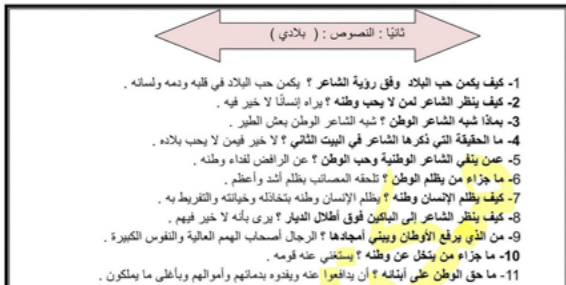 ثانيًا : النصوص : ( بلادي )
1- كيف يكمن حب البلاد وفق رؤية الشاعر ؟ يكمن حب البلاد في قلبه ودمه ولسانه .
2- كيف ينظر الشاعر لمن لا يحب وطنه ؟ يراه إنسانًا لا خير فيه .
3- بماذا شبه الشاعر الوطن ؟ شبه الشاعر الوطن بعش الطير .
4- ما الحقيقة التي ذكرها الشاعر في البيت الثاني ؟ لا خير فيمن لا يحب بلاده .
5- عمن ينفي الشاعر الوطنية وحب الوطن ؟ عن الرافض لفداء وطنه .
6- ما جزاء من يظلم الوطن ؟ تلحقه المصائب بظلم أشد وأعظم .
7- كيف يظلم الإنسان وطنه ؟ يظلم الإنسان وطنه بتخاذله وخيانته والتفريط به .
8- كيف ينظر الشاعر إلى الباكين فوق أطلال الديار ؟ يرى بأنه لا خير فيهم .
9- من الذي يرفع الأوطان ويبني أمجادها ؟ الرجال أصحاب الهمم العالية والنفوس الكبيرة .
10- ما جزاء من يتخل عن وطنه ؟ يستغني عنه قومه .
11- ما حق الوطن على أبنائه ؟ أن يدافعوا عنه ويفدوه بدمائهم وأموالهم وبأغلى ما يملكون .